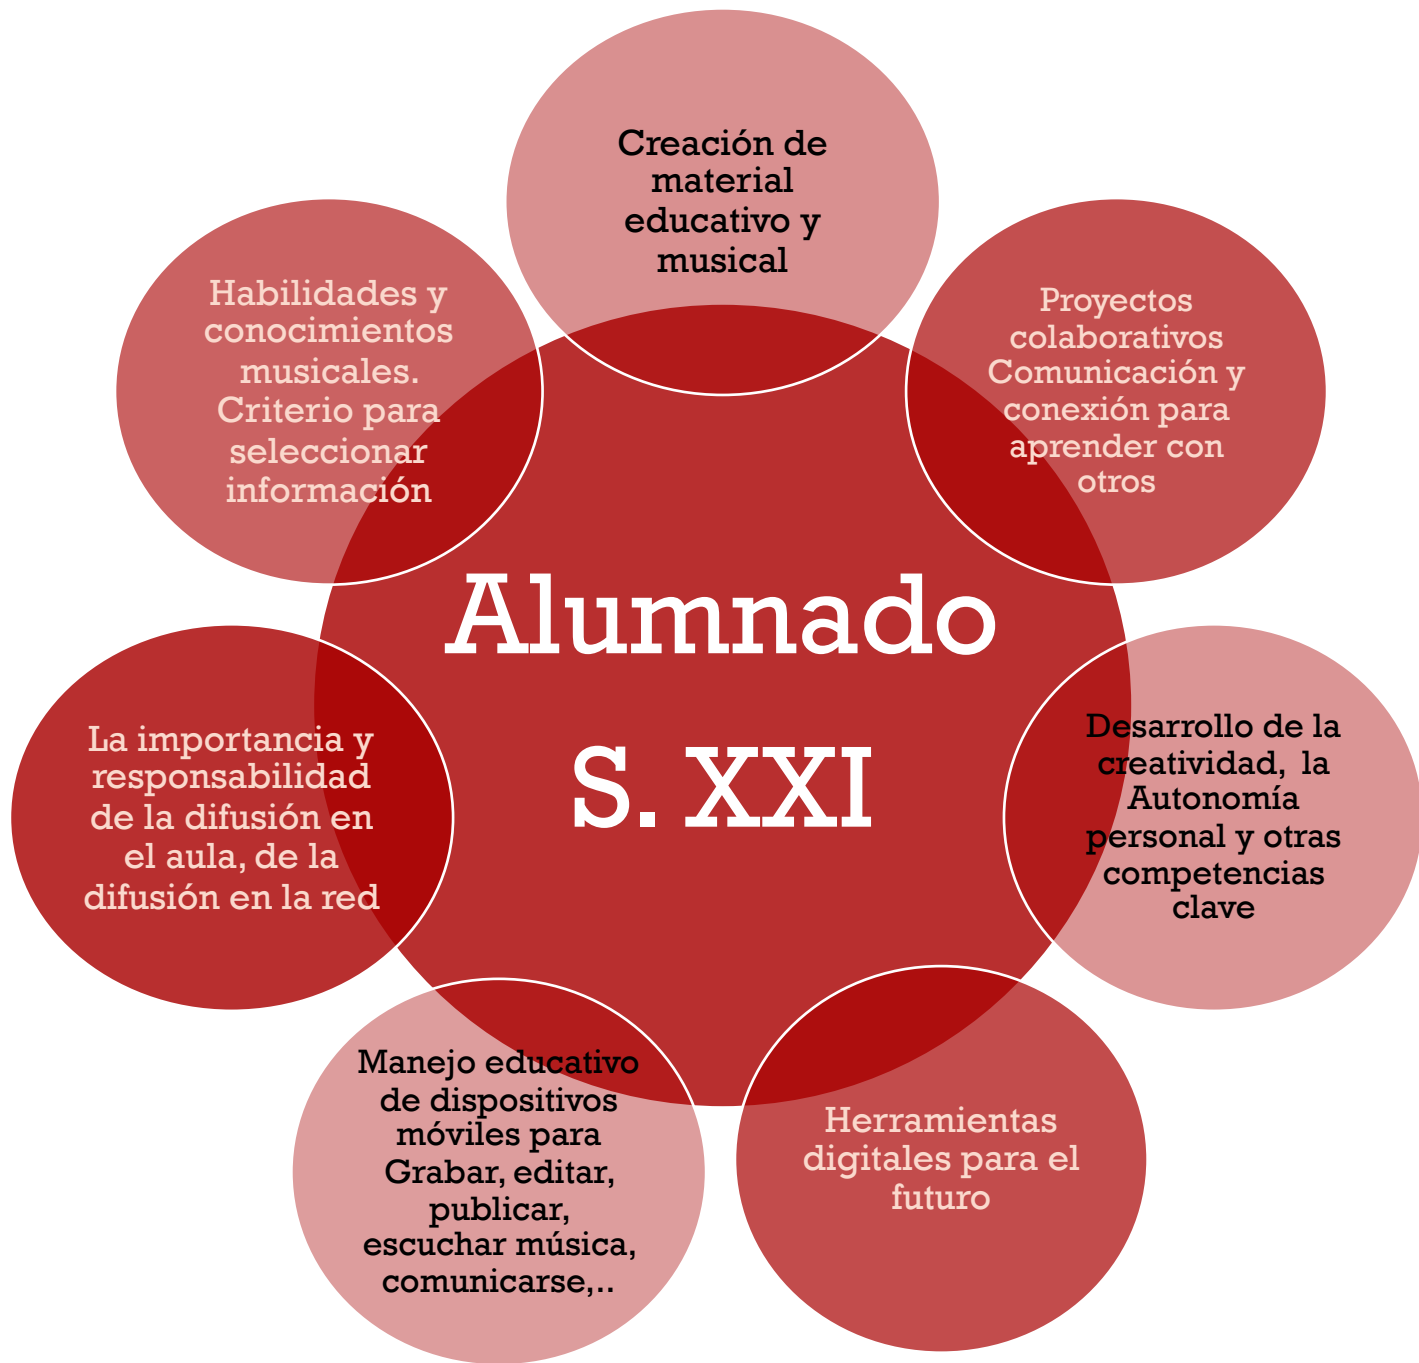 Creación de
material
educativo y
musical
Proyectos
colaborativos
Comunicación y
conexión para
aprender con
otros
Desarrollo de la
creatividad, la
Autonomía
personal y otras
competencias
clave
Herramientas
digitales para el
futuro
Manejo educativo
de dispositivos
móviles para
Grabar, editar,
publicar,
escuchar música,
comunicarse,..
La importancia y
responsabilidad
de la difusión en
el aula, de la
difusión en la red
Habilidades y
conocimientos
musicales.
Criterio para
seleccionar
información
Alumnado
S. XXI